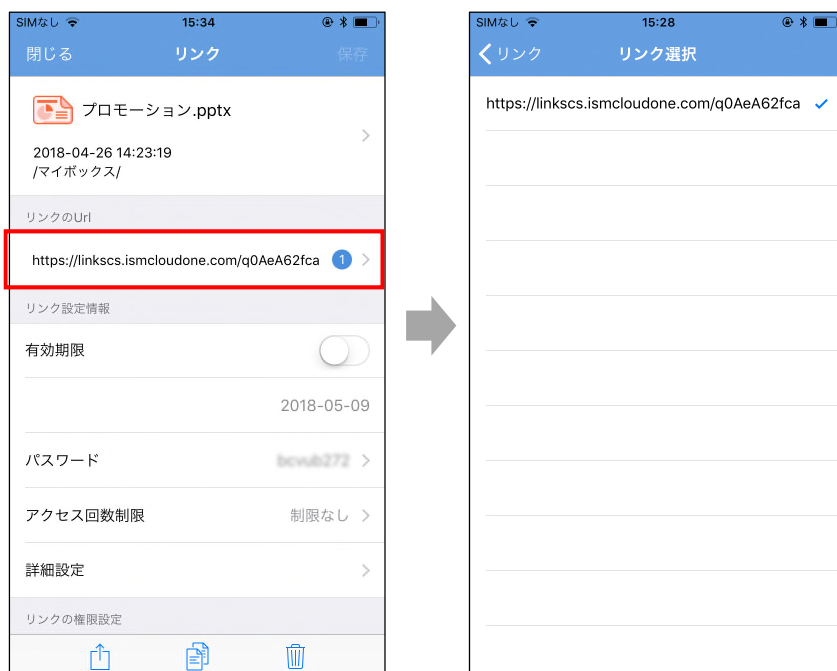 SIMなし 15:34
閉じる リンク 保存
プロモーション.pptx
2018-04-26 14:23:19
/マイボックス/
リンクのUrl
https://linkscs.ismcloudone.com/q0AeA62fca 1
リンク設定情報
有効期限
2018-05-09
パスワード
アクセス回数制限 制限なし
詳細設定
リンクの権限設定
SIMなし 15:28
リンク リンク選択
https://linkscs.ismcloudone.com/q0AeA62fca